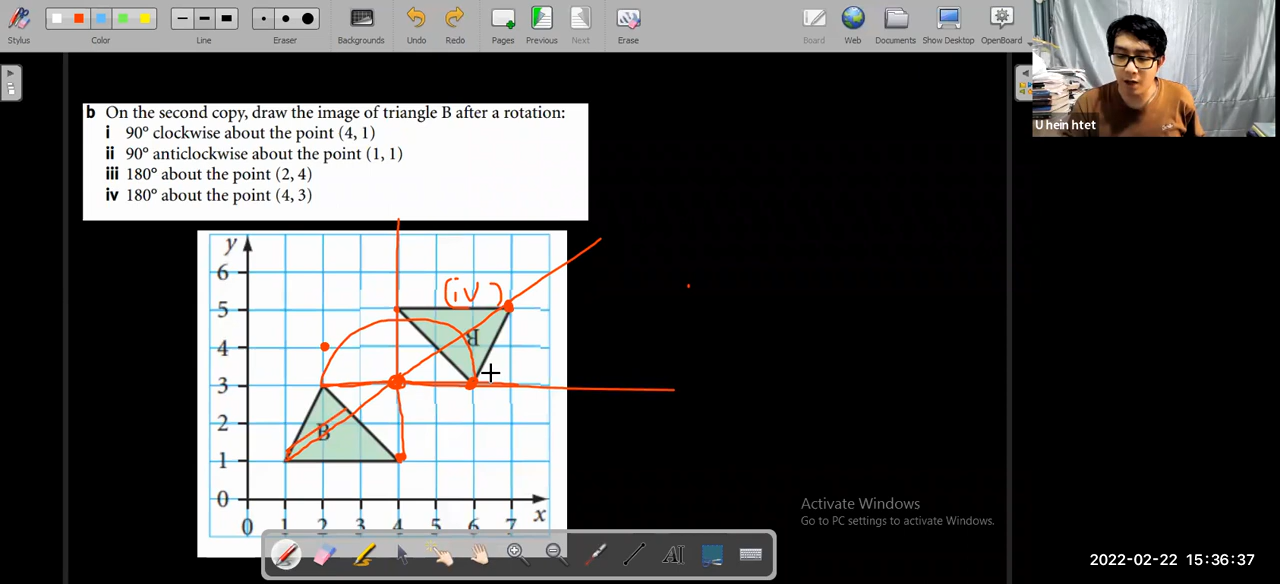 Stylus Color Line Eraser Backgrounds Undo Redo Pages Previous Next Erase Board Web Documents Show Desktop OpenBoard
U hein htet
b On the second copy, draw the image of triangle B after a rotation:
i 90° clockwise about the point (4, 1)
ii 90° anticlockwise about the point (1, 1)
iii 180° about the point (2, 4)
iv 180° about the point (4, 3)
y
6
5
4
3
2
1
0
(iv)
B
B
0 1 2 3 4 5 6 7 x
AI
Activate Windows
Go to PC settings to activate Windows.
2022-02-22 15:36:37